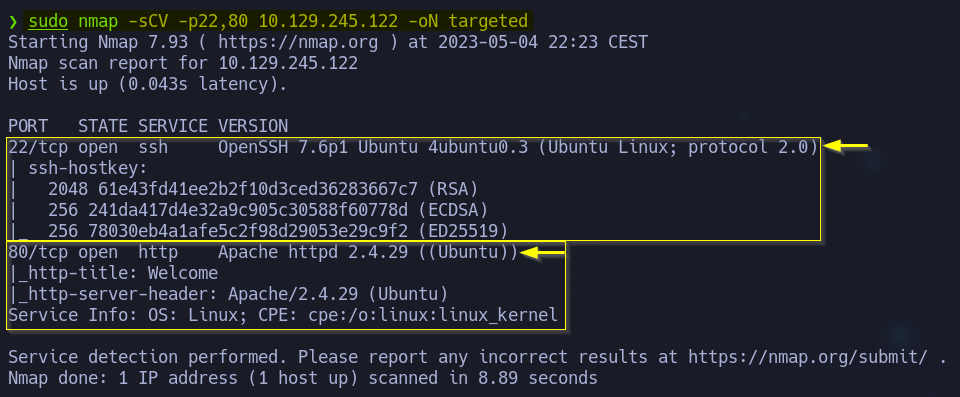 ❯ sudo nmap -sCV -p22,80 10.129.245.122 -oN targeted
Starting Nmap 7.93 ( https://nmap.org ) at 2023-05-04 22:23 CEST
Nmap scan report for 10.129.245.122
Host is up (0.043s latency).
PORT   STATE SERVICE VERSION
22/tcp open  ssh     OpenSSH 7.6p1 Ubuntu 4ubuntu0.3 (Ubuntu Linux; protocol 2.0)
| ssh-hostkey:
|   2048 61e43fd41ee2b2f10d3ced36283667c7 (RSA)
|   256 241da417d4e32a9c905c30588f60778d (ECDSA)
|_  256 78030eb4a1afe5c2f98d29053e29c9f2 (ED25519)
80/tcp open  http    Apache httpd 2.4.29 ((Ubuntu))
|_http-title: Welcome
|_http-server-header: Apache/2.4.29 (Ubuntu)
Service Info: OS: Linux; CPE: cpe:/o:linux:linux_kernel
Service detection performed. Please report any incorrect results at https://nmap.org/submit/ .
Nmap done: 1 IP address (1 host up) scanned in 8.89 seconds